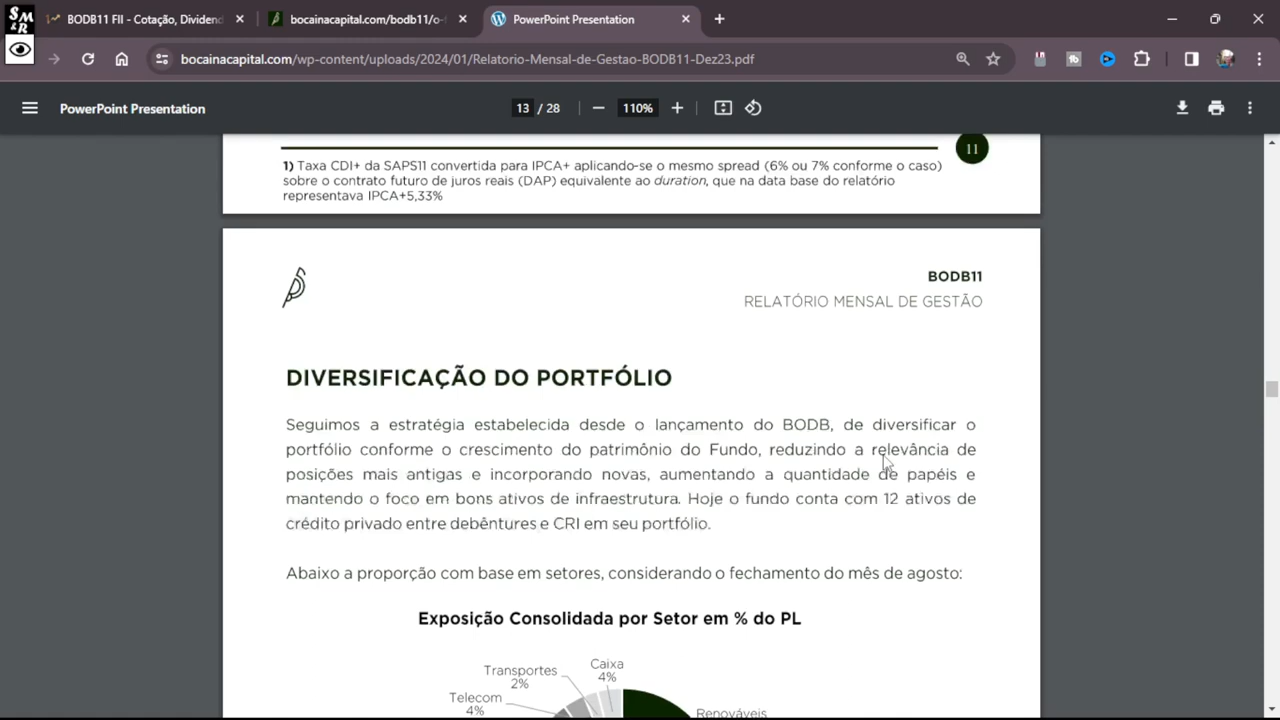 SM
&R
BODB11 FII - Cotação, Dividend
bocainacapital.com/bodb11/o-f
PowerPoint Presentation
bocainacapital.com/wp-content/uploads/2024/01/Relatorio-Mensal-de-Gestao-BODB11-Dez23.pdf
PowerPoint Presentation
13 / 28
110%
11
1) Taxa CDI+ da SAPS11 convertida para IPCA+ aplicando-se o mesmo spread (6% ou 7% conforme o caso)
sobre o contrato futuro de juros reais (DAP) equivalente ao duration, que na data base do relatório
representava IPCA+5,33%
BODB11
RELATÓRIO MENSAL DE GESTÃO
DIVERSIFICAÇÃO DO PORTFÓLIO
Seguimos a estratégia estabelecida desde o lançamento do BODB, de diversificar o
portfólio conforme o crescimento do patrimônio do Fundo, reduzindo a relevância de
posições mais antigas e incorporando novas, aumentando a quantidade de papéis e
mantendo o foco em bons ativos de infraestrutura. Hoje o fundo conta com 12 ativos de
crédito privado entre debêntures e CRI em seu portfólio.
Abaixo a proporção com base em setores, considerando o fechamento do mês de agosto:
Exposição Consolidada por Setor em % do PL
Caixa
4%
Transportes
2%
Telecom
4%
Renováveis